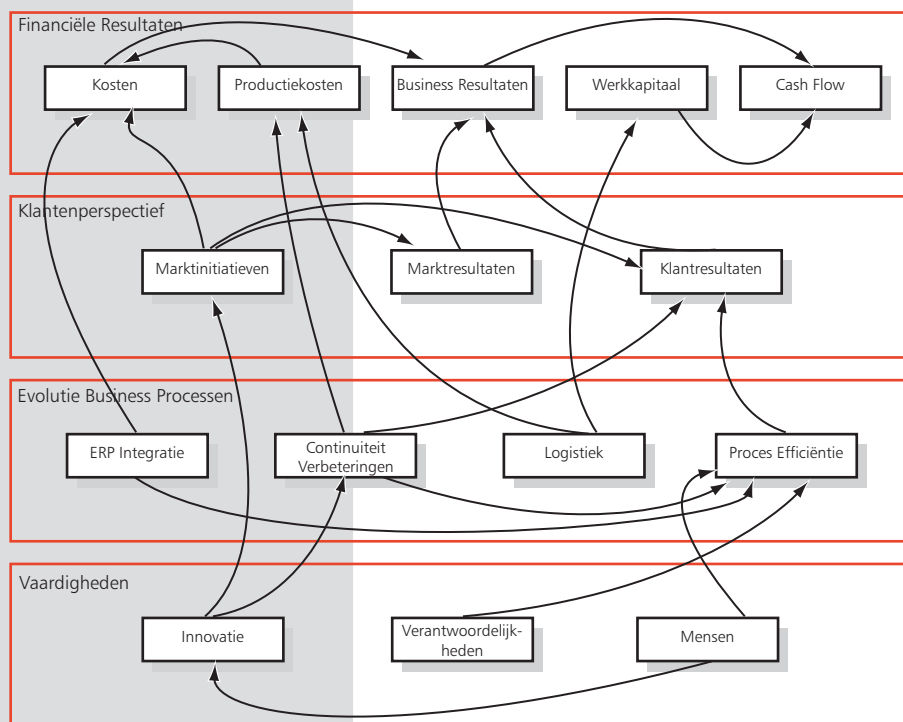 Financiële Resultaten
Kosten
Productiekosten
Business Resultaten
Werkkapitaal
Cash Flow
Klantenperspectief
Marktinitiatieven
Marktresultaten
Klantresultaten
Evolutie Business Processen
ERP Integratie
Continuiteit
Verbeteringen
Logistiek
Proces Efficiëntie
Vaardigheden
Innovatie
Verantwoordelijk-
heden
Mensen